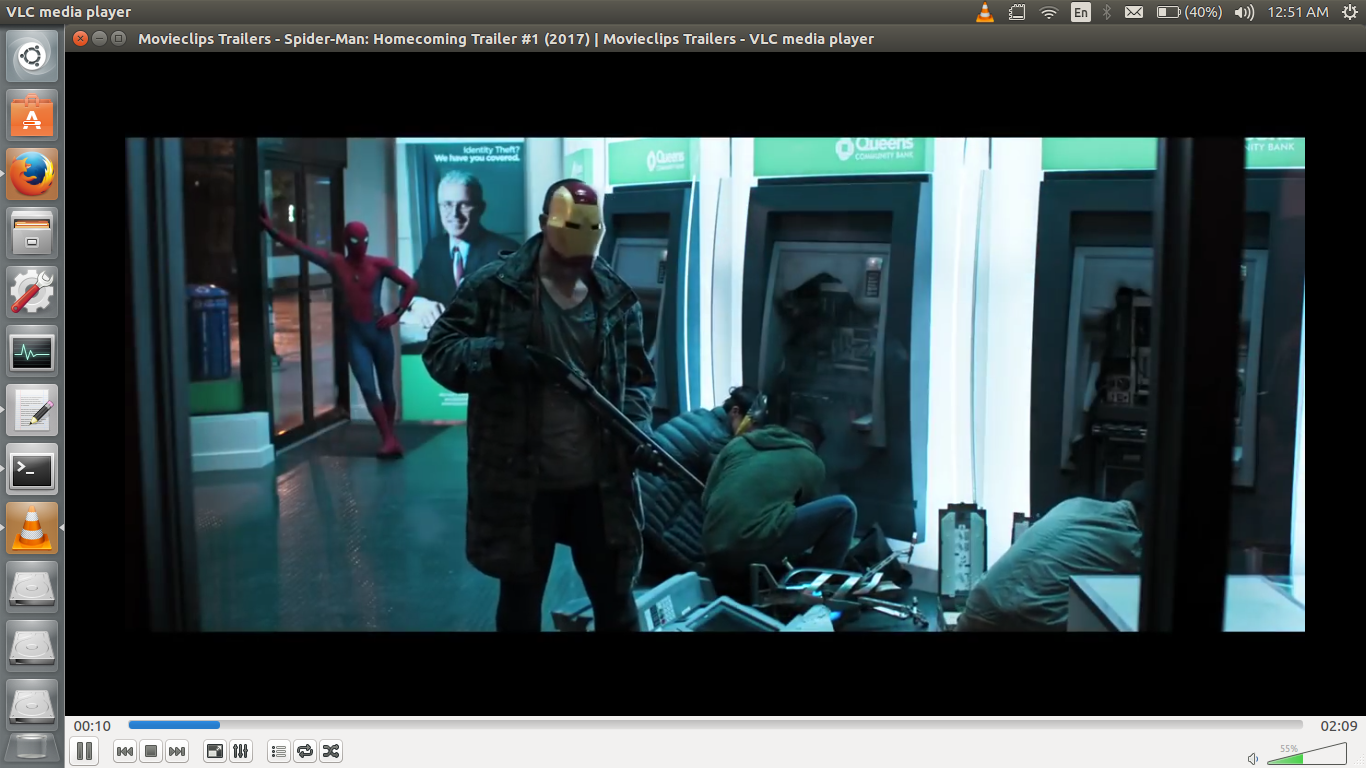 VLC media player
En
(40%)
12:51 AM
Movieclips Trailers - Spider-Man: Homecoming Trailer #1 (2017) | Movieclips Trailers - VLC media player
Identity Theft?
We have you covered.
Queens
COMMUNITY BANK
Queens
COMMUNITY BANK
COMMUNITY BANK
00:10
02:09
55%